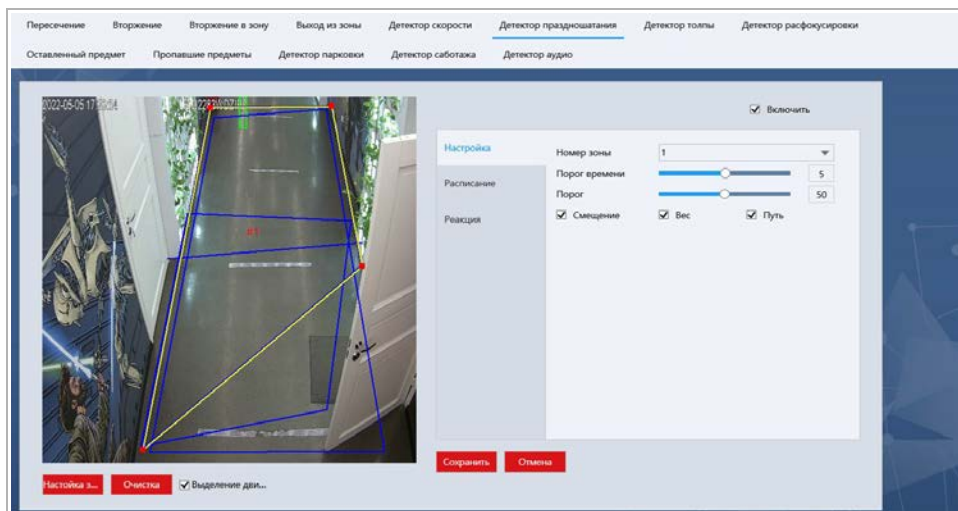 Пересечение Вторжение Вторжение в зону Выход из зоны Детектор скорости Детектор праздношатания Детектор толпы Детектор расфокусировки
Оставленный предмет Пропавшие предметы Детектор парковки Детектор саботажа Детектор аудио
2022-05-05
Включить
Настройка
Номер зоны 1
Порог времени 5
Расписание
Порог 50
Реакция
Смещение Вес Путь
Сохранить Отмена
Настойка з... Очистка Выделение дви...